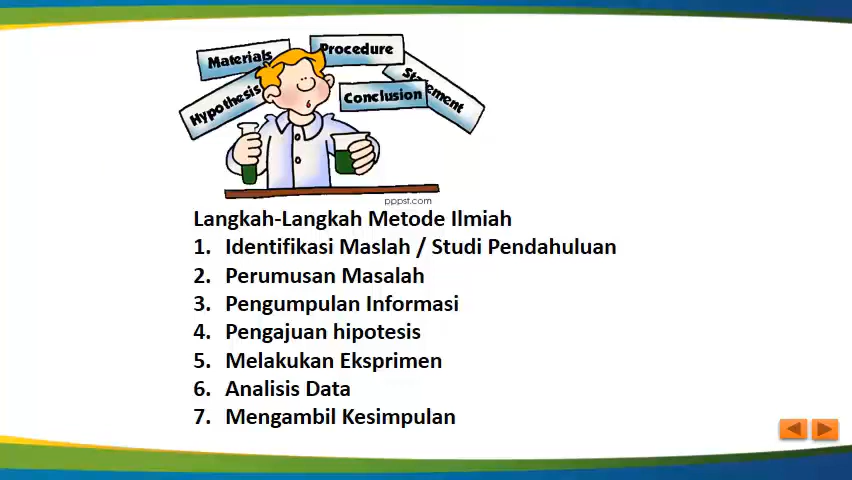 Materials
Procedure
Hypothesis
Conclusion
Statement
pppst.com
Langkah-Langkah Metode Ilmiah
1. Identifikasi Maslah / Studi Pendahuluan
2. Perumusan Masalah
3. Pengumpulan Informasi
4. Pengajuan hipotesis
5. Melakukan Eksprimen
6. Analisis Data
7. Mengambil Kesimpulan